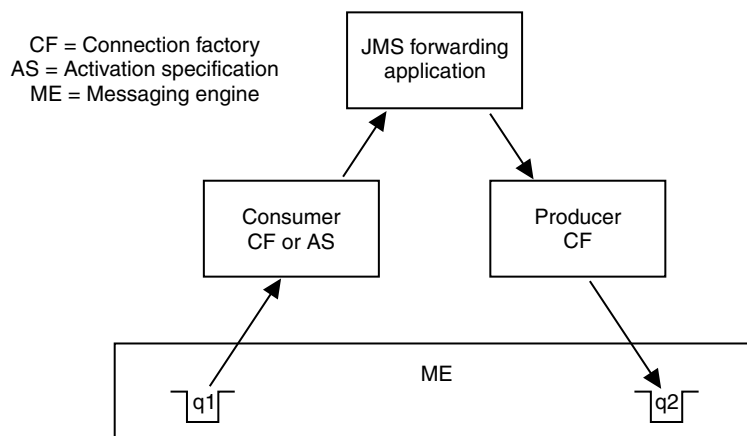 CF = Connection factory
AS = Activation specification
ME = Messaging engine
JMS forwarding
application
Consumer
CF or AS
Producer
CF
ME
q1
q2